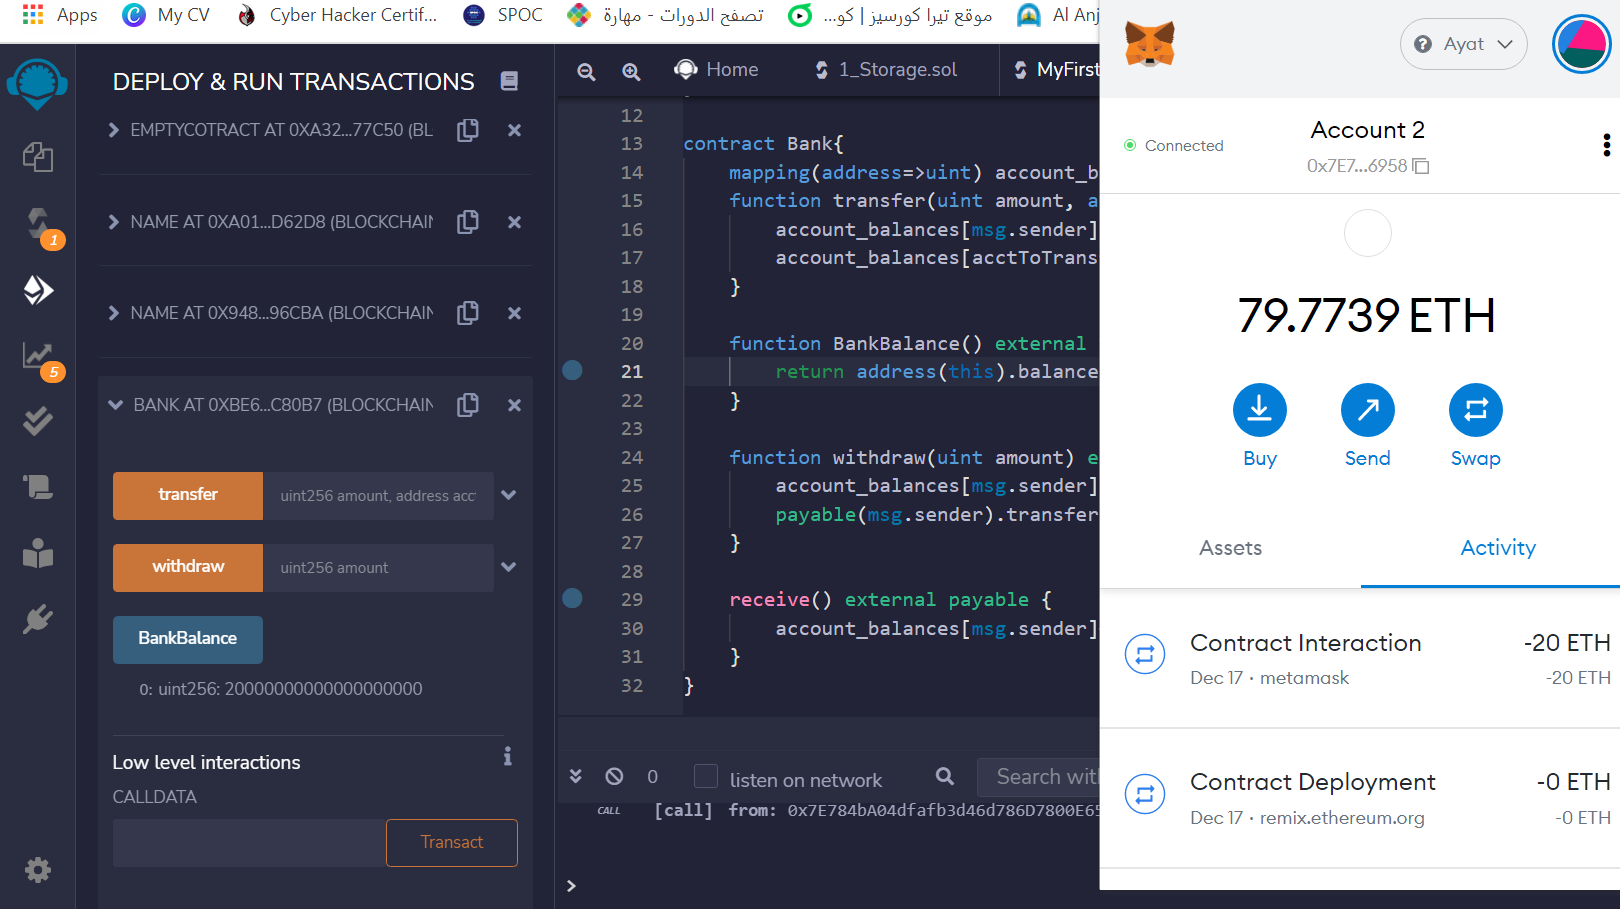 Apps
My CV
Cyber Hacker Certif...
SPOC
تصفح الدورات - مهارة
موقع تيرا كورسيز | كو...
Al Anj
DEPLOY & RUN TRANSACTIONS
EMPTYCOTRACT AT 0XA32...77C50 (BL
NAME AT 0XA01...D62D8 (BLOCKCHAIN
NAME AT 0X948...96CBA (BLOCKCHAIN
BANK AT 0XBE6...C80B7 (BLOCKCHAIN
transfer
uint256 amount, address acc
withdraw
uint256 amount
BankBalance
0: uint256: 20000000000000000000
Low level interactions
CALLDATA
Transact
1
5
Home
1_Storage.sol
MyFirst
12
13 contract Bank{
14 mapping(address=>uint) account_b
15 function transfer(uint amount, a
16 account_balances[msg.sender]
17 account_balances[acctToTrans
18 }
19
20 function BankBalance() external
21 return address(this).balance
22 }
23
24 function withdraw(uint amount) e
25 account_balances[msg.sender]
26 payable(msg.sender).transfer
27 }
28
29 receive() external payable {
30 account_balances[msg.sender]
31 }
32 }
0
listen on network
Search with
CALL [call] from: 0x7E784bA04dfafb3d46d786D7800E65
>
Ayat
Connected
Account 2
0x7E7...6958
79.7739 ETH
Buy
Send
Swap
Assets
Activity
Contract Interaction -20 ETH
Dec 17 · metamask -20 ETH
Contract Deployment -0 ETH
Dec 17 · remix.ethereum.org -0 ETH